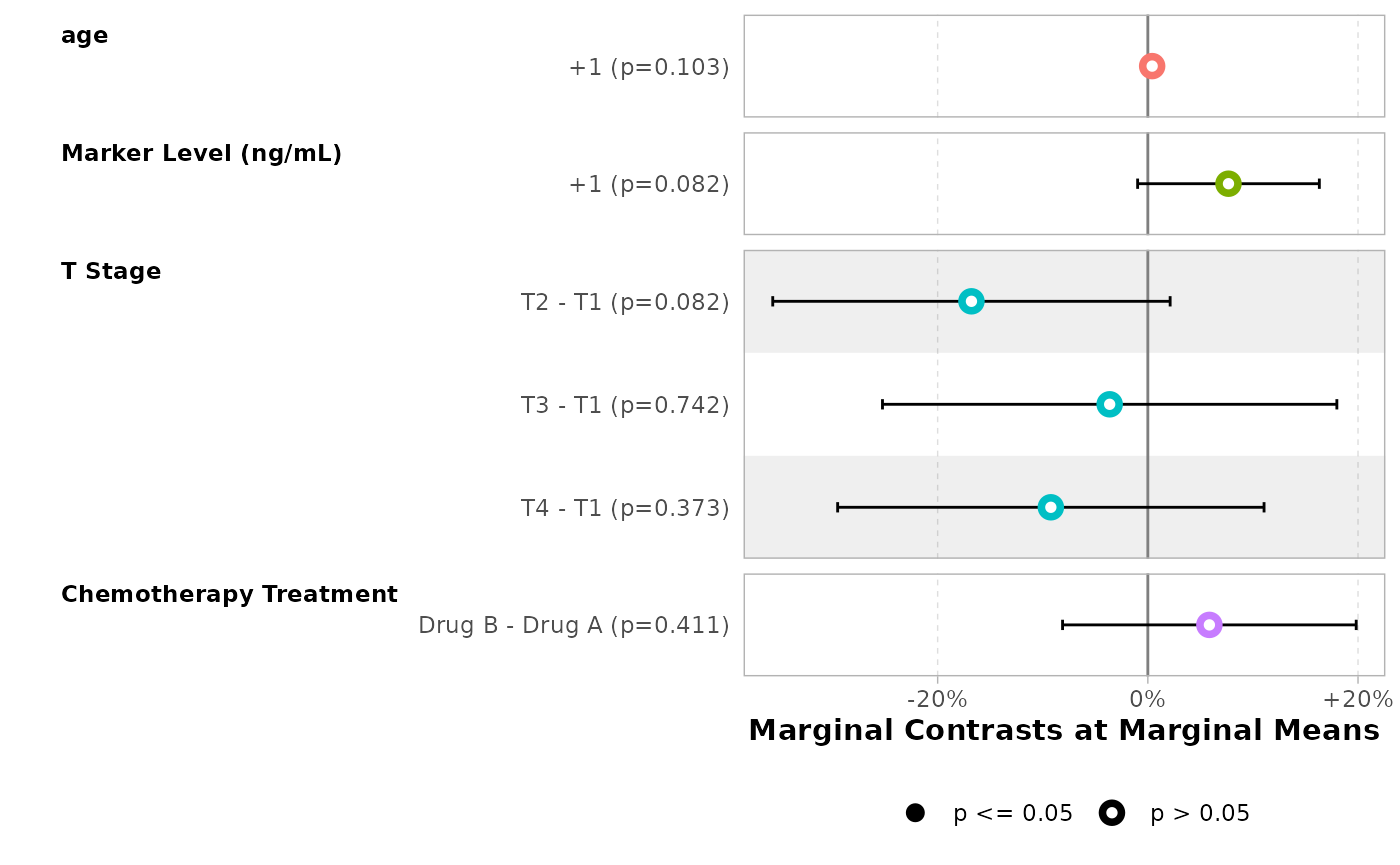 age
+1 (p=0.103)
Marker Level (ng/mL)
+1 (p=0.082)
T Stage
T2 - T1 (p=0.082)
T3 - T1 (p=0.742)
T4 - T1 (p=0.373)
Chemotherapy Treatment
Drug B - Drug A (p=0.411)
-20% 0% +20%
Marginal Contrasts at Marginal Means
p <= 0.05 p > 0.05